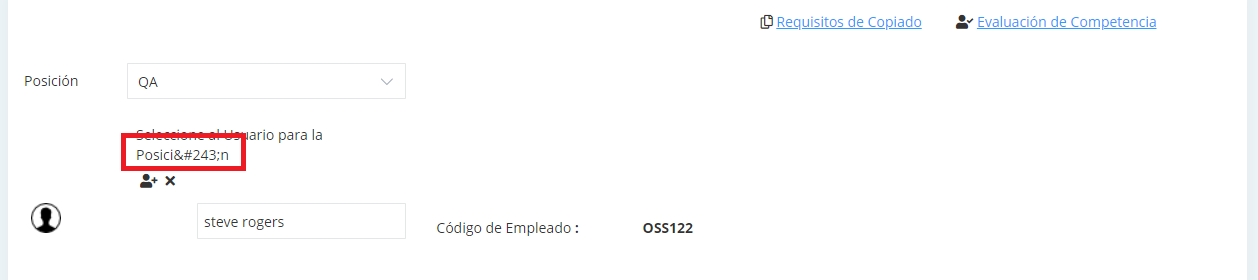 Requisitos de Copiado Evaluación de Competencia
Posición QA
Seleccione al Usuario para la
Posici&#243;n
steve rogers Código de Empleado : OSS122